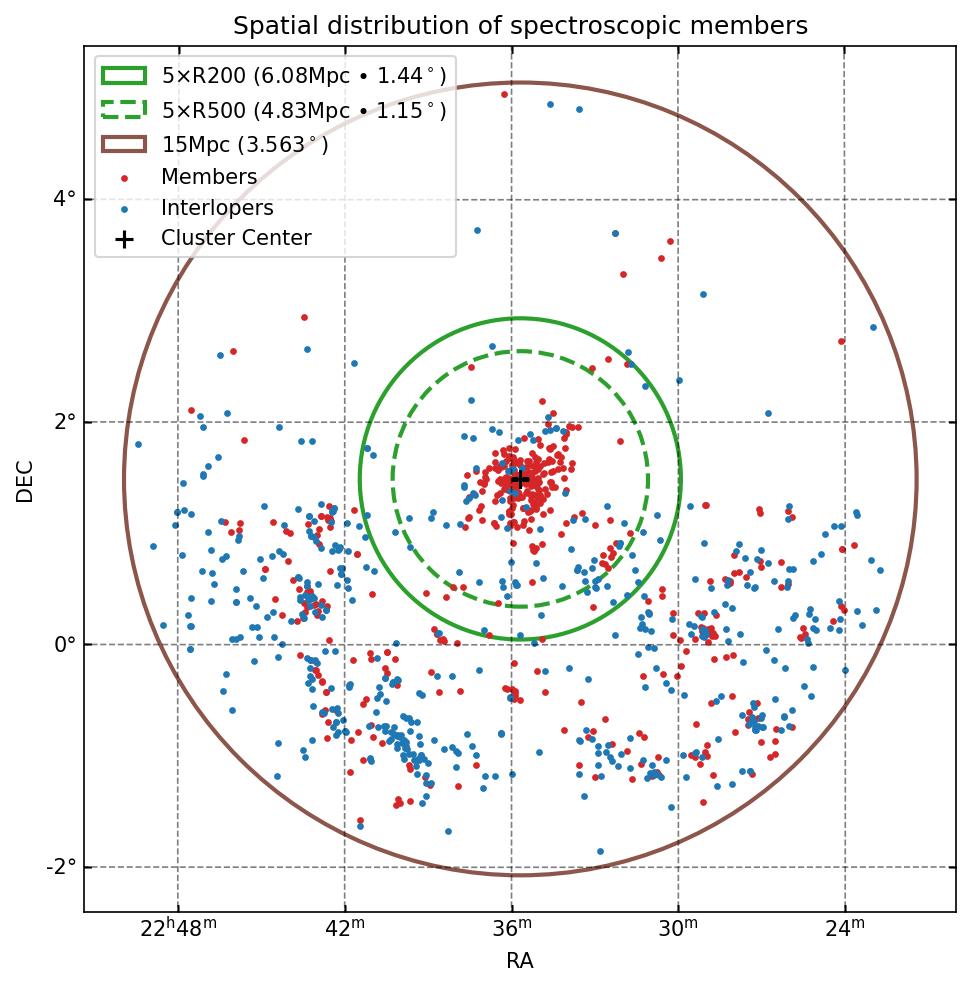 Spatial distribution of spectroscopic members
5×R200 (6.08Mpc • 1.44°)
5×R500 (4.83Mpc • 1.15°)
15Mpc (3.563°)
Members
Interlopers
Cluster Center
4°
2°
0°
-2°
DEC
22ʰ48ᵐ 42ᵐ 36ᵐ 30ᵐ 24ᵐ
RA